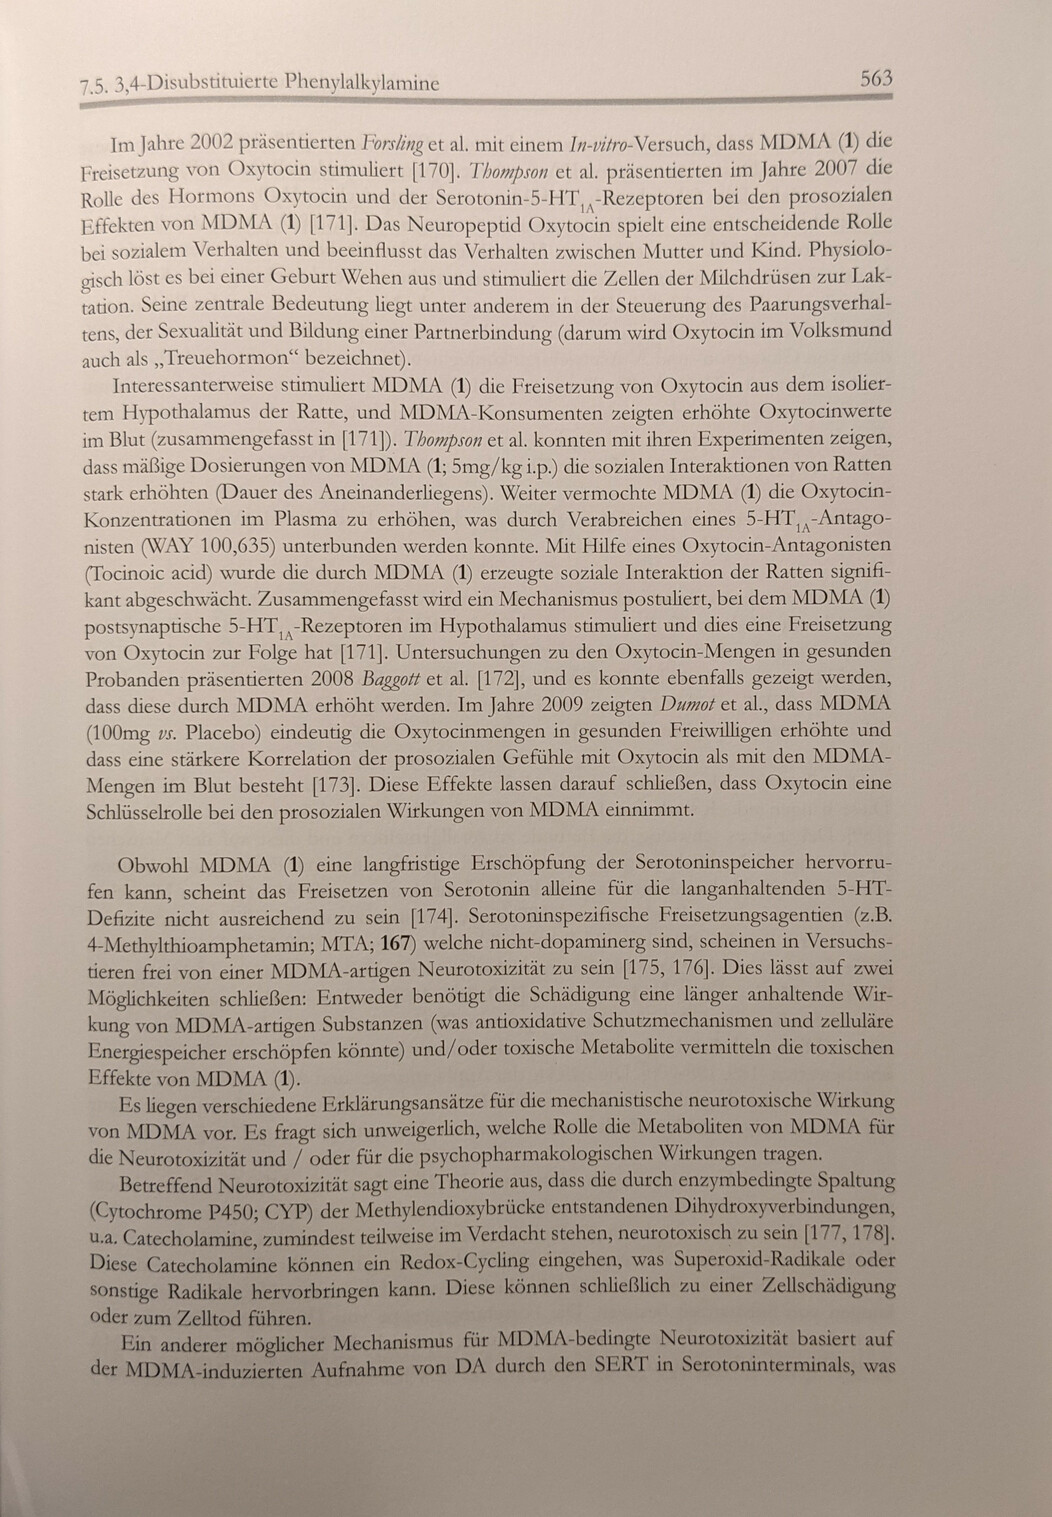 7.5. 3,4-Disubstituierte Phenylalkylamine 563
Im Jahre 2002 präsentierten Forsling et al. mit einem In-vitro-Versuch, dass MDMA (1) die
Freisetzung von Oxytocin stimuliert [170]. Thompson et al. präsentierten im Jahre 2007 die
Rolle des Hormons Oxytocin und der Serotonin-5-HT1A-Rezeptoren bei den prosozialen
Effekten von MDMA (1) [171]. Das Neuropeptid Oxytocin spielt eine entscheidende Rolle
bei sozialem Verhalten und beeinflusst das Verhalten zwischen Mutter und Kind. Physiolo-
gisch löst es bei einer Geburt Wehen aus und stimuliert die Zellen der Milchdrüsen zur Lak-
tation. Seine zentrale Bedeutung liegt unter anderem in der Steuerung des Paarungsverhal-
tens, der Sexualität und Bildung einer Partnerbindung (darum wird Oxytocin im Volksmund
auch als „Treuehormon“ bezeichnet).
Interessanterweise stimuliert MDMA (1) die Freisetzung von Oxytocin aus dem isolier-
tem Hypothalamus der Ratte, und MDMA-Konsumenten zeigten erhöhte Oxytocinwerte
im Blut (zusammengefasst in [171]). Thompson et al. konnten mit ihren Experimenten zeigen,
dass mäßige Dosierungen von MDMA (1; 5mg/kg i.p.) die sozialen Interaktionen von Ratten
stark erhöhten (Dauer des Aneinanderliegens). Weiter vermochte MDMA (1) die Oxytocin-
Konzentrationen im Plasma zu erhöhen, was durch Verabreichen eines 5-HT1A-Antago-
nisten (WAY 100,635) unterbunden werden konnte. Mit Hilfe eines Oxytocin-Antagonisten
(Tocinoic acid) wurde die durch MDMA (1) erzeugte soziale Interaktion der Ratten signifi-
kant abgeschwächt. Zusammengefasst wird ein Mechanismus postuliert, bei dem MDMA (1)
postsynaptische 5-HT1A-Rezeptoren im Hypothalamus stimuliert und dies eine Freisetzung
von Oxytocin zur Folge hat [171]. Untersuchungen zu den Oxytocin-Mengen in gesunden
Probanden präsentierten 2008 Baggott et al. [172], und es konnte ebenfalls gezeigt werden,
dass diese durch MDMA erhöht werden. Im Jahre 2009 zeigten Dumot et al., dass MDMA
(100mg vs. Placebo) eindeutig die Oxytocinmengen in gesunden Freiwilligen erhöhte und
dass eine stärkere Korrelation der prosozialen Gefühle mit Oxytocin als mit den MDMA-
Mengen im Blut besteht [173]. Diese Effekte lassen darauf schließen, dass Oxytocin eine
Schlüsselrolle bei den prosozialen Wirkungen von MDMA einnimmt.
Obwohl MDMA (1) eine langfristige Erschöpfung der Serotoninspeicher hervorru-
fen kann, scheint das Freisetzen von Serotonin alleine für die langanhaltenden 5-HT-
Defizite nicht ausreichend zu sein [174]. Serotoninspezifische Freisetzungsagentien (z.B.
4-Methylthioamphetamin; MTA; 167) welche nicht-dopaminerg sind, scheinen in Versuchs-
tieren frei von einer MDMA-artigen Neurotoxizität zu sein [175, 176]. Dies lässt auf zwei
Möglichkeiten schließen: Entweder benötigt die Schädigung eine länger anhaltende Wir-
kung von MDMA-artigen Substanzen (was antioxidative Schutzmechanismen und zelluläre
Energiespeicher erschöpfen könnte) und/oder toxische Metabolite vermitteln die toxischen
Effekte von MDMA (1).
Es liegen verschiedene Erklärungsansätze für die mechanistische neurotoxische Wirkung
von MDMA vor. Es fragt sich unweigerlich, welche Rolle die Metaboliten von MDMA für
die Neurotoxizität und / oder für die psychopharmakologischen Wirkungen tragen.
Betreffend Neurotoxizität sagt eine Theorie aus, dass die durch enzymbedingte Spaltung
(Cytochrome P450; CYP) der Methylendioxybrücke entstandenen Dihydroxyverbindungen,
u.a. Catecholamine, zumindest teilweise im Verdacht stehen, neurotoxisch zu sein [177, 178].
Diese Catecholamine können ein Redox-Cycling eingehen, was Superoxid-Radikale oder
sonstige Radikale hervorbringen kann. Diese können schließlich zu einer Zellschädigung
oder zum Zelltod führen.
Ein anderer möglicher Mechanismus für MDMA-bedingte Neurotoxizität basiert auf
der MDMA-induzierten Aufnahme von DA durch den SERT in Serotoninterminals, was